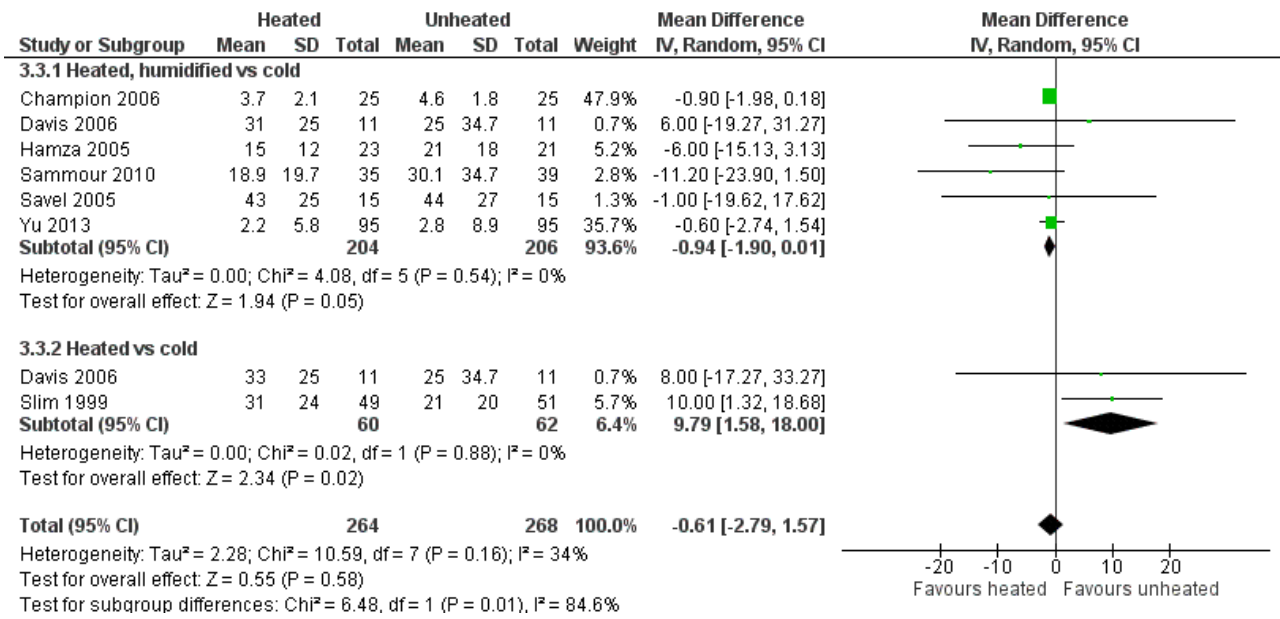 Heated Unheated Mean Difference Mean Difference
Study or Subgroup Mean SD Total Mean SD Total Weight IV, Random, 95% CI IV, Random, 95% CI
3.3.1 Heated, humidified vs cold
Champion 2006 3.7 2.1 25 4.6 1.8 25 47.9% -0.90 [-1.98, 0.18]
Davis 2006 31 25 11 25 34.7 11 0.7% 6.00 [-19.27, 31.27]
Hamza 2005 15 12 23 21 18 21 5.2% -6.00 [-15.13, 3.13]
Sammour 2010 18.9 19.7 35 30.1 34.7 39 2.8% -11.20 [-23.90, 1.50]
Savel 2005 43 25 15 44 27 15 1.3% -1.00 [-19.62, 17.62]
Yu 2013 2.2 5.8 95 2.8 8.9 95 35.7% -0.60 [-2.74, 1.54]
Subtotal (95% CI) 204 206 93.6% -0.94 [-1.90, 0.01]
Heterogeneity: Tau² = 0.00; Chi² = 4.08, df = 5 (P = 0.54); I² = 0%
Test for overall effect: Z = 1.94 (P = 0.05)
3.3.2 Heated vs cold
Davis 2006 33 25 11 25 34.7 11 0.7% 8.00 [-17.27, 33.27]
Slim 1999 31 24 49 21 20 51 5.7% 10.00 [1.32, 18.68]
Subtotal (95% CI) 60 62 6.4% 9.79 [1.58, 18.00]
Heterogeneity: Tau² = 0.00; Chi² = 0.02, df = 1 (P = 0.88); I² = 0%
Test for overall effect: Z = 2.34 (P = 0.02)
Total (95% CI) 264 268 100.0% -0.61 [-2.79, 1.57]
Heterogeneity: Tau² = 2.28; Chi² = 10.59, df = 7 (P = 0.16); I² = 34%
Test for overall effect: Z = 0.55 (P = 0.58)
Test for subgroup differences: Chi² = 6.48, df = 1 (P = 0.01), I² = 84.6%
-20 -10 0 10 20
Favours heated Favours unheated